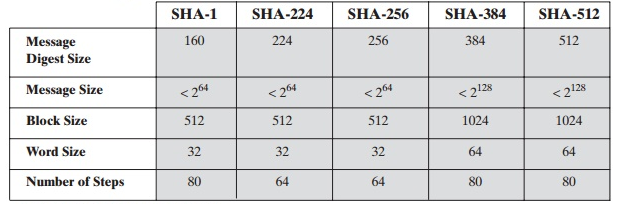 SHA-1 SHA-224 SHA-256 SHA-384 SHA-512
Message
Digest Size 160 224 256 384 512
Message Size < 2^64 < 2^64 < 2^64 < 2^128 < 2^128
Block Size 512 512 512 1024 1024
Word Size 32 32 32 64 64
Number of Steps 80 64 64 80 80